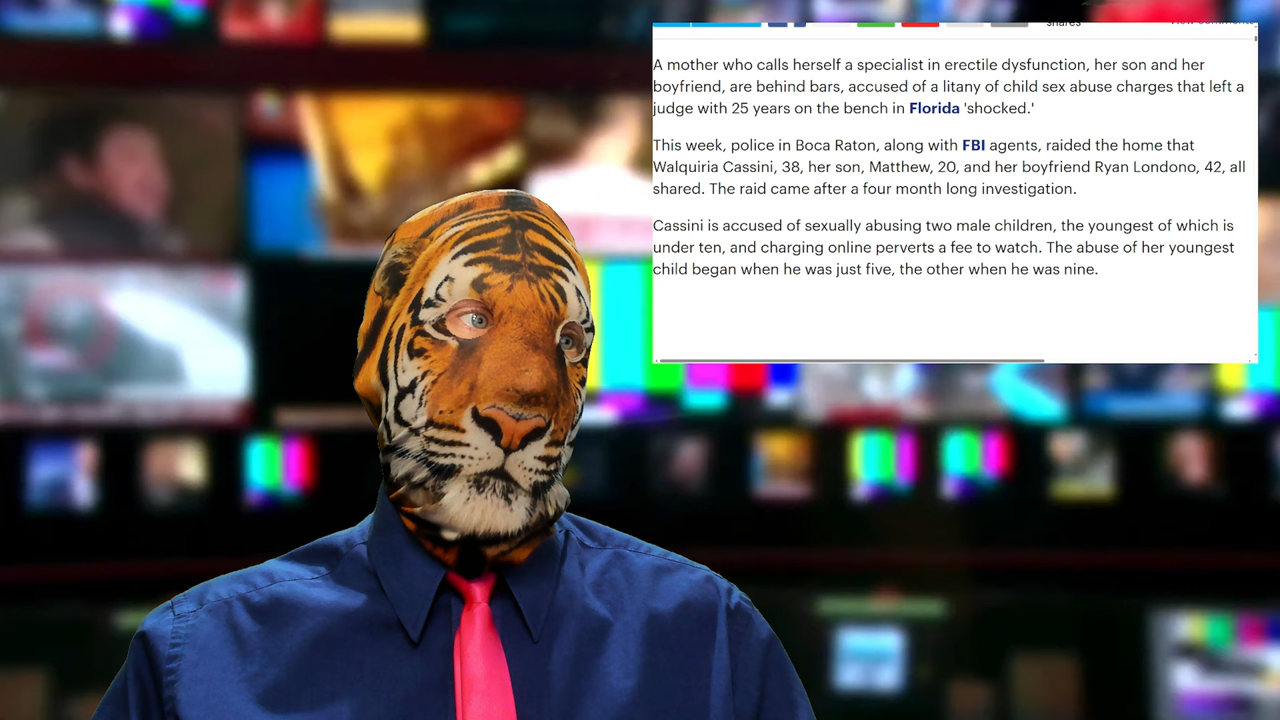 shares
A mother who calls herself a specialist in erectile dysfunction, her son and her
boyfriend, are behind bars, accused of a litany of child sex abuse charges that left a
judge with 25 years on the bench in Florida 'shocked.'
This week, police in Boca Raton, along with FBI agents, raided the home that
Walquiria Cassini, 38, her son, Matthew, 20, and her boyfriend Ryan Londono, 42, all
shared. The raid came after a four month long investigation.
Cassini is accused of sexually abusing two male children, the youngest of which is
under ten, and charging online perverts a fee to watch. The abuse of her youngest
child began when he was just five, the other when he was nine.